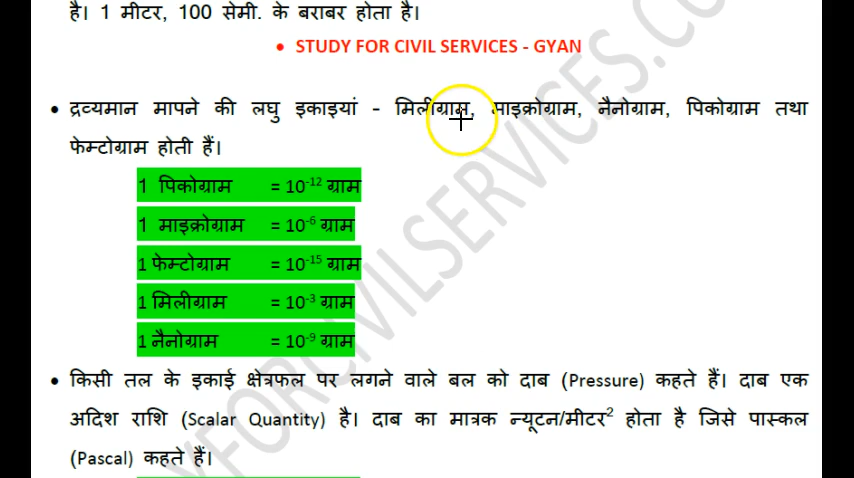 है। 1 मीटर, 100 सेमी. के बराबर होता है।
• STUDY FOR CIVIL SERVICES - GYAN
• द्रव्यमान मापने की लघु इकाइयां - मिलीग्राम, माइक्रोग्राम, नैनोग्राम, पिकोग्राम तथा
फेम्टोग्राम होती हैं।
1 पिकोग्राम = 10⁻¹² ग्राम
1 माइक्रोग्राम = 10⁻⁶ ग्राम
1 फेम्टोग्राम = 10⁻¹⁵ ग्राम
1 मिलीग्राम = 10⁻³ ग्राम
1 नैनोग्राम = 10⁻⁹ ग्राम
• किसी तल के इकाई क्षेत्रफल पर लगने वाले बल को दाब (Pressure) कहते हैं। दाब एक
अदिश राशि (Scalar Quantity) है। दाब का मात्रक न्यूटन/मीटर² होता है जिसे पास्कल
(Pascal) कहते हैं।
YFORCIVILSERVICES.COM